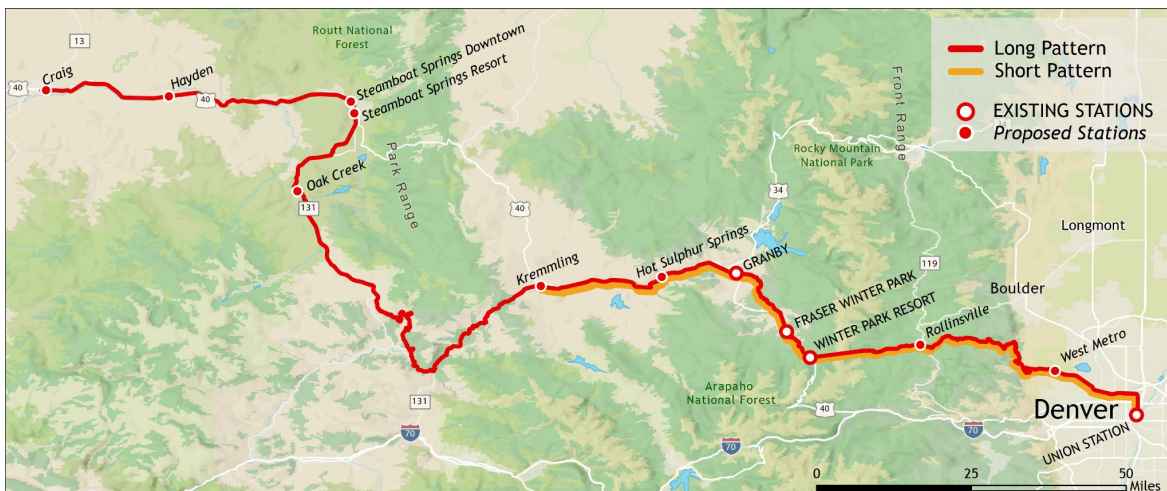 Routt National
Forest
13
Craig
40
Hayden
40
Steamboat Springs Downtown
Steamboat Springs Resort
Park Range
Oak Creek
131
40
Kremmling
Hot Sulphur Springs
34
GRANBY
FRASER WINTER PARK
WINTER PARK RESORT
Rocky Mountain
National Park
Front Range
34
Long Pattern
Short Pattern
EXISTING STATIONS
Proposed Stations
Longmont
119
Boulder
Rollinsville
West Metro
Denver
UNION STATION
Arapaho
National Forest
40
131
70
70
70
0
25
50
Miles